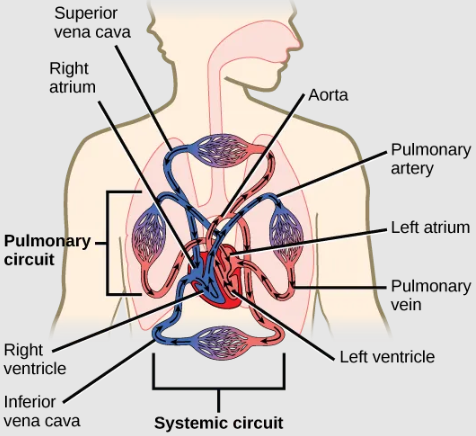 Superior
vena cava
Right
atrium
Aorta
Pulmonary
artery
Left atrium
Pulmonary
circuit
Pulmonary
vein
Right
ventricle
Left ventricle
Inferior
vena cava
Systemic circuit